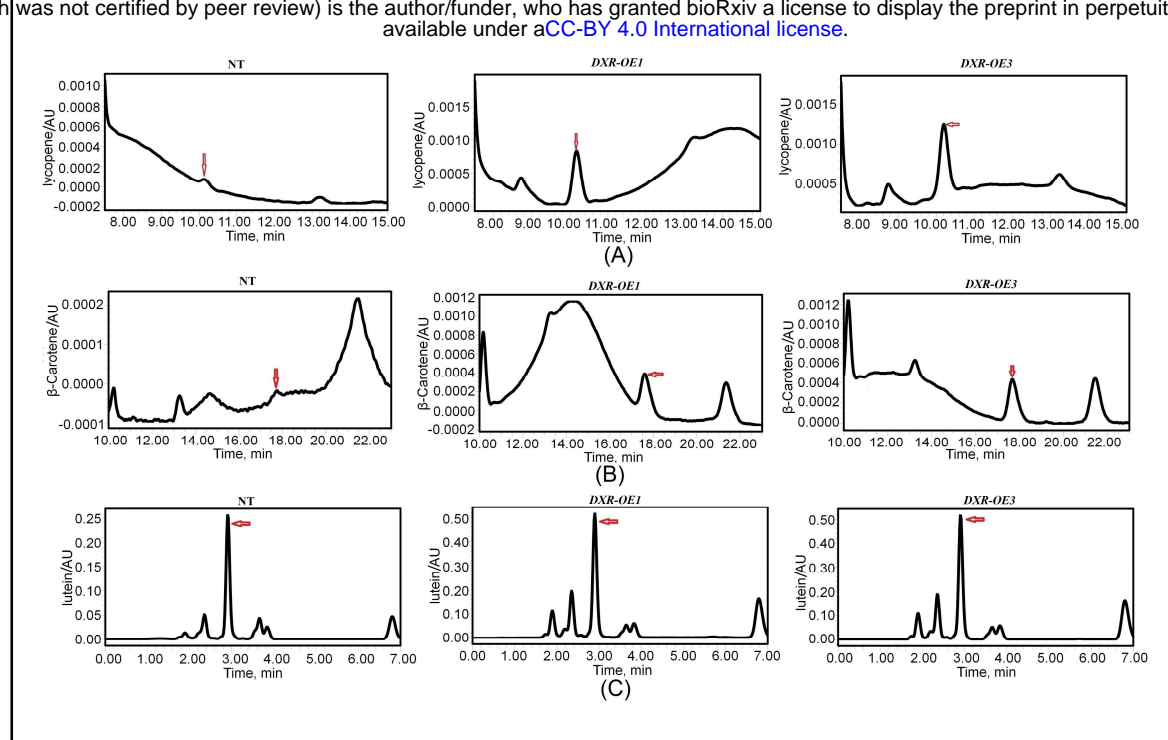 h was not certified by peer review) is the author/funder, who has granted bioRxiv a license to display the preprint in perpetuit
available under aCC-BY 4.0 International license.
NT
lycopene/AU
0.0010
0.0008
0.0006
0.0004
0.0002
0.0000
-0.0002
8.00 9.00 10.00 11.00 12.00 13.00 14.00 15.00
Time, min
DXR-OE1
lycopene/AU
0.0015
0.0010
0.0005
0.0000
8.00 9.00 10.00 11.00 12.00 13.00 14.00 15.00
Time, min
DXR-OE3
lycopene/AU
0.0015
0.0010
0.0005
8.00 9.00 10.00 11.00 12.00 13.00 14.00 15.00
Time, min
(A)
NT
β-Carotene/AU
0.0002
0.0001
0.0000
-0.0001
10.00 12.00 14.00 16.00 18.00 20.00 22.00
Time, min
DXR-OE1
β-Carotene/AU
0.0012
0.0010
0.0008
0.0006
0.0004
0.0002
0.0000
-0.0002
10.00 12.00 14.00 16.00 18.00 20.00 22.00
Time, min
DXR-OE3
β-Carotene/AU
0.0012
0.0010
0.0008
0.0006
0.0004
0.0002
0.0000
10.00 12.00 14.00 16.00 18.00 20.00 22.00
Time, min
(B)
NT
lutein/AU
0.25
0.20
0.15
0.10
0.05
0.00
0.00 1.00 2.00 3.00 4.00 5.00 6.00 7.00
Time, min
DXR-OE1
lutein/AU
0.50
0.40
0.30
0.20
0.10
0.00
0.00 1.00 2.00 3.00 4.00 5.00 6.00 7.00
Time, min
DXR-OE3
lutein/AU
0.50
0.40
0.30
0.20
0.10
0.00
0.00 1.00 2.00 3.00 4.00 5.00 6.00 7.00
Time, min
(C)